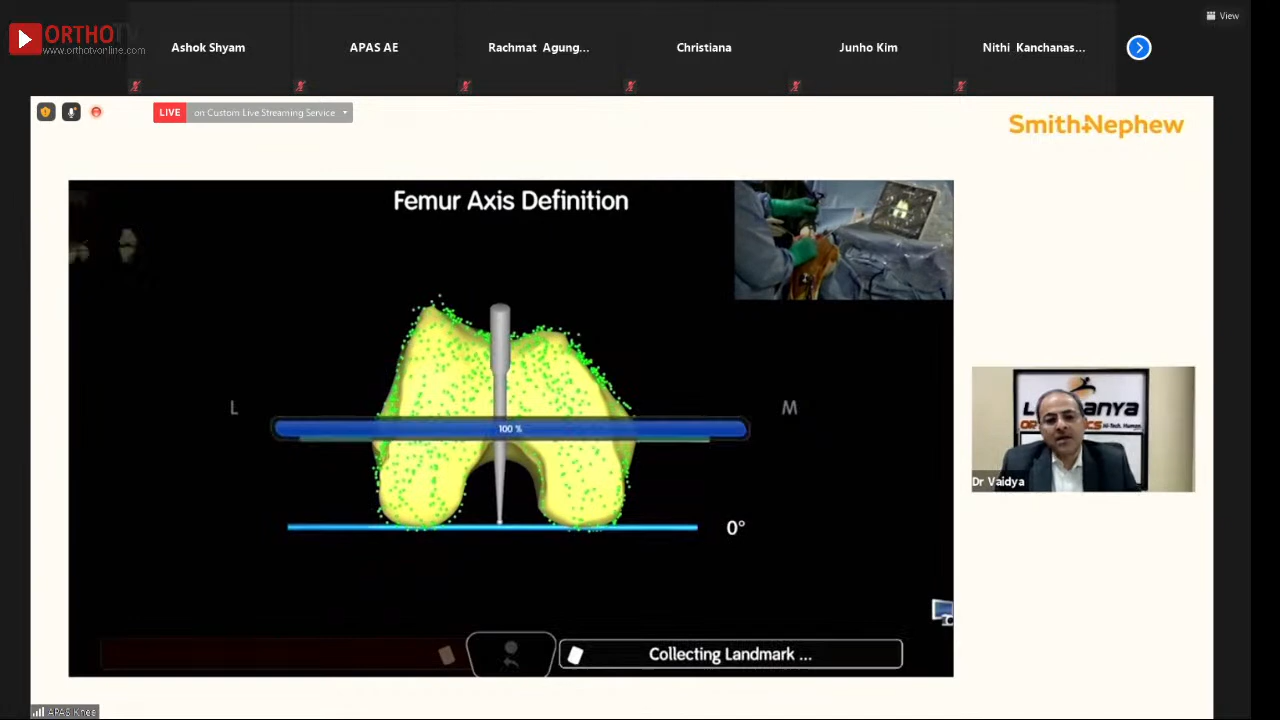 ORTHOTV
www.orthotvonline.com
View
Ashok Shyam
APAS AE
Rachmat Agung...
Christiana
Junho Kim
Nithi Kanchanas...
LIVE
on Custom Live Streaming Service
Smith+Nephew
Femur Axis Definition
L
M
100 %
0°
Collecting Landmark ...
Dr Vaidya
APAS Knee